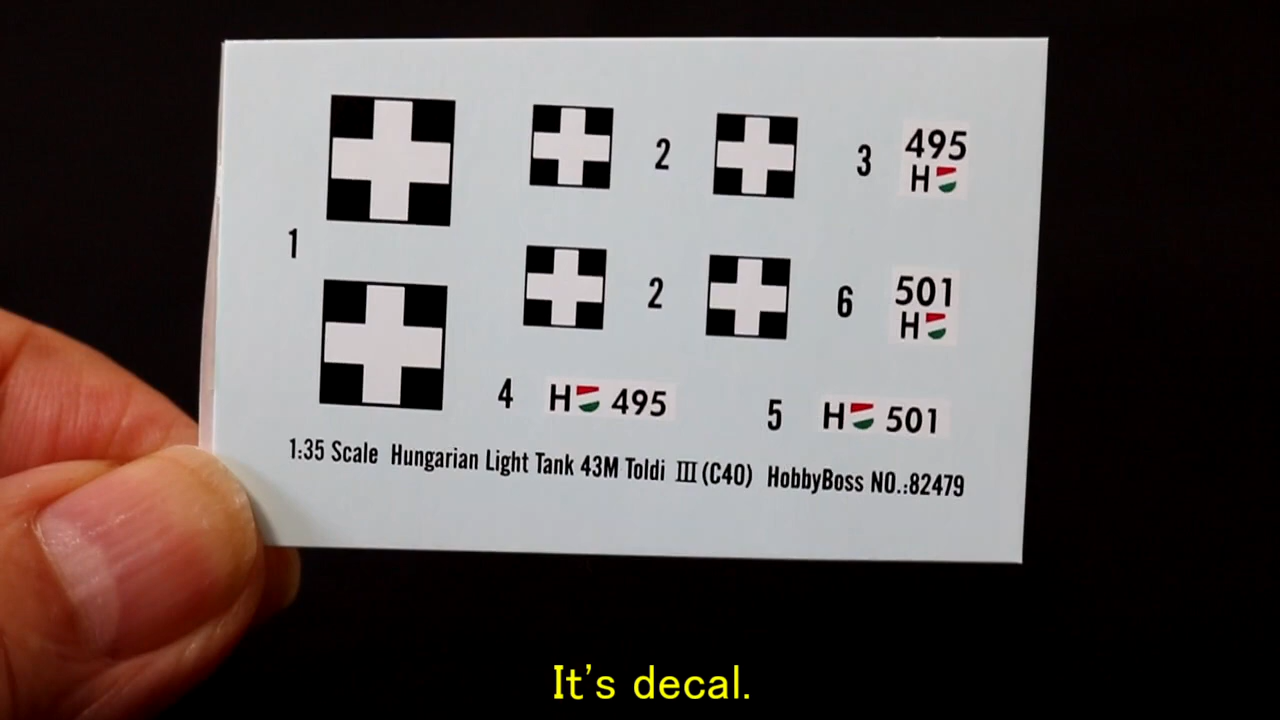 2 3 495
H
1
2 6 501
H
4 H 495 5 H 501
1:35 Scale Hungarian Light Tank 43M Toldi III (C40) HobbyBoss NO.:82479
It's decal.